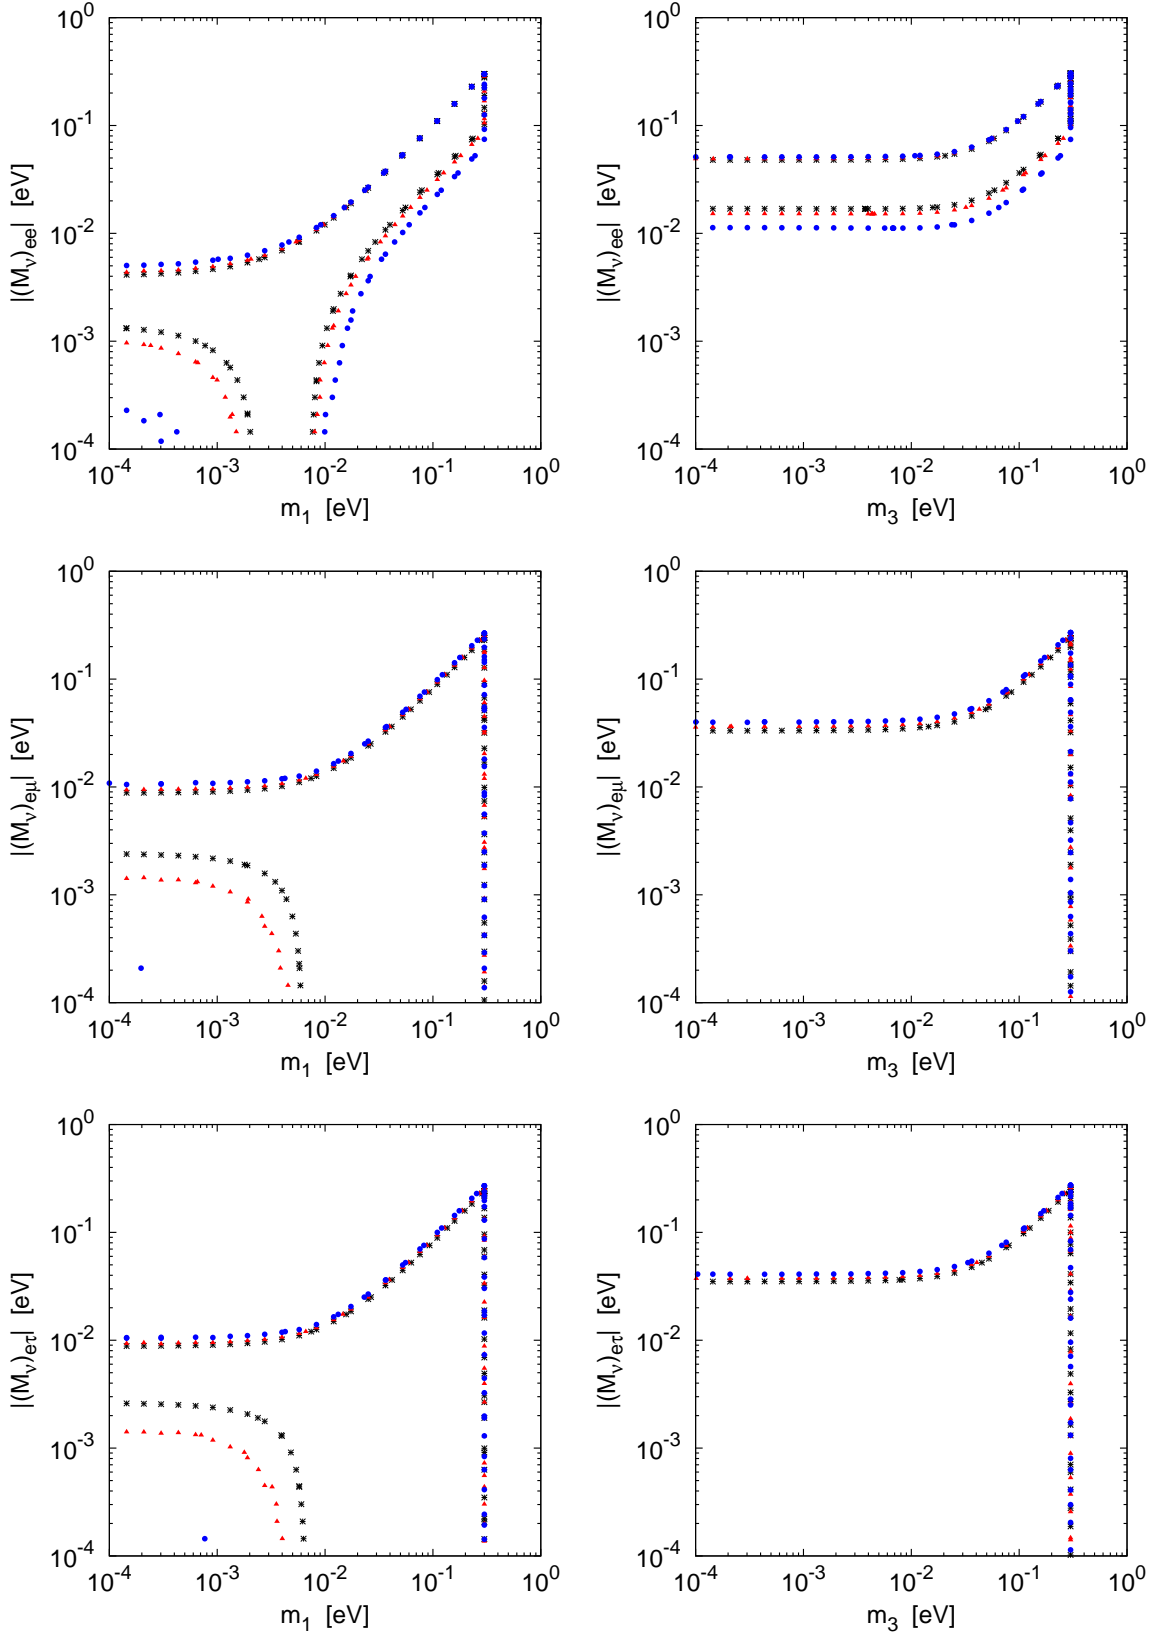 10^0 10^0
10^-1 10^-1
10^-2 10^-2
10^-3 10^-3
10^-4 10^-4
|(M_ν)_ee| [eV] |(M_ν)_ee| [eV]
10^-4 10^-3 10^-2 10^-1 10^0 10^-4 10^-3 10^-2 10^-1 10^0
m_1 [eV] m_3 [eV]
10^0 10^0
10^-1 10^-1
10^-2 10^-2
10^-3 10^-3
10^-4 10^-4
|(M_ν)_eμ| [eV] |(M_ν)_eμ| [eV]
10^-4 10^-3 10^-2 10^-1 10^0 10^-4 10^-3 10^-2 10^-1 10^0
m_1 [eV] m_3 [eV]
10^0 10^0
10^-1 10^-1
10^-2 10^-2
10^-3 10^-3
10^-4 10^-4
|(M_ν)_eτ| [eV] |(M_ν)_eτ| [eV]
10^-4 10^-3 10^-2 10^-1 10^0 10^-4 10^-3 10^-2 10^-1 10^0
m_1 [eV] m_3 [eV]